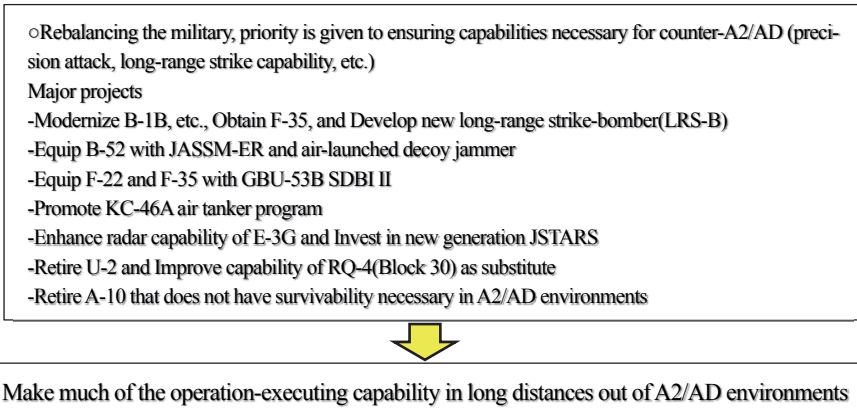 ○Rebalancing the military, priority is given to ensuring capabilities necessary for counter-A2/AD (preci-
sion attack, long-range strike capability, etc.)
Major projects
-Modernize B-1B, etc., Obtain F-35, and Develop new long-range strike-bomber(LRS-B)
-Equip B-52 with JASSM-ER and air-launched decoy jammer
-Equip F-22 and F-35 with GBU-53B SDBI II
-Promote KC-46A air tanker program
-Enhance radar capability of E-3G and Invest in new generation JSTARS
-Retire U-2 and Improve capability of RQ-4(Block 30) as substitute
-Retire A-10 that does not have survivability necessary in A2/AD environments
Make much of the operation-executing capability in long distances out of A2/AD environments